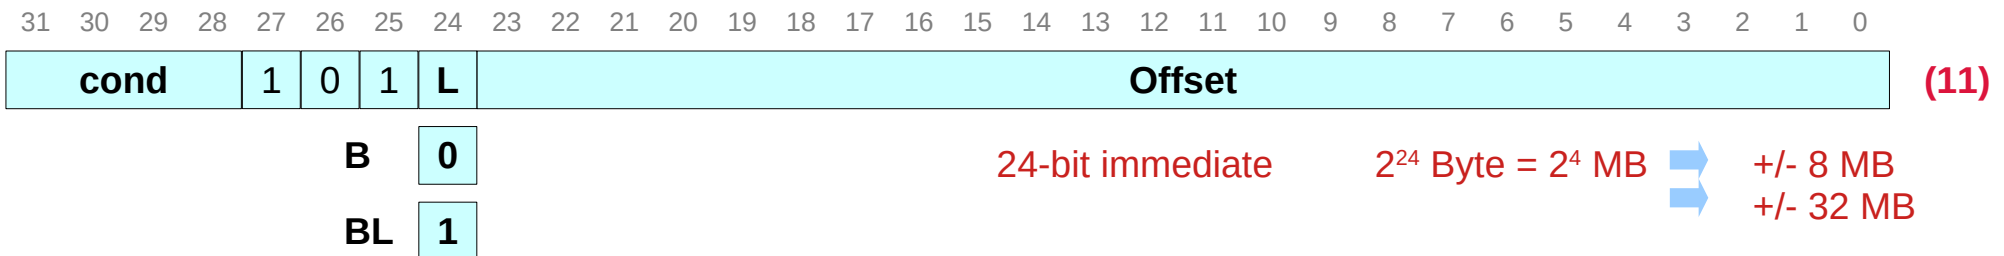 31 30 29 28 27 26 25 24 23 22 21 20 19 18 17 16 15 14 13 12 11 10 9 8 7 6 5 4 3 2 1 0
cond 1 0 1 L Offset (11)
B 0 24-bit immediate 2²⁴ Byte = 2⁴ MB +/- 8 MB
+/- 32 MB
BL 1